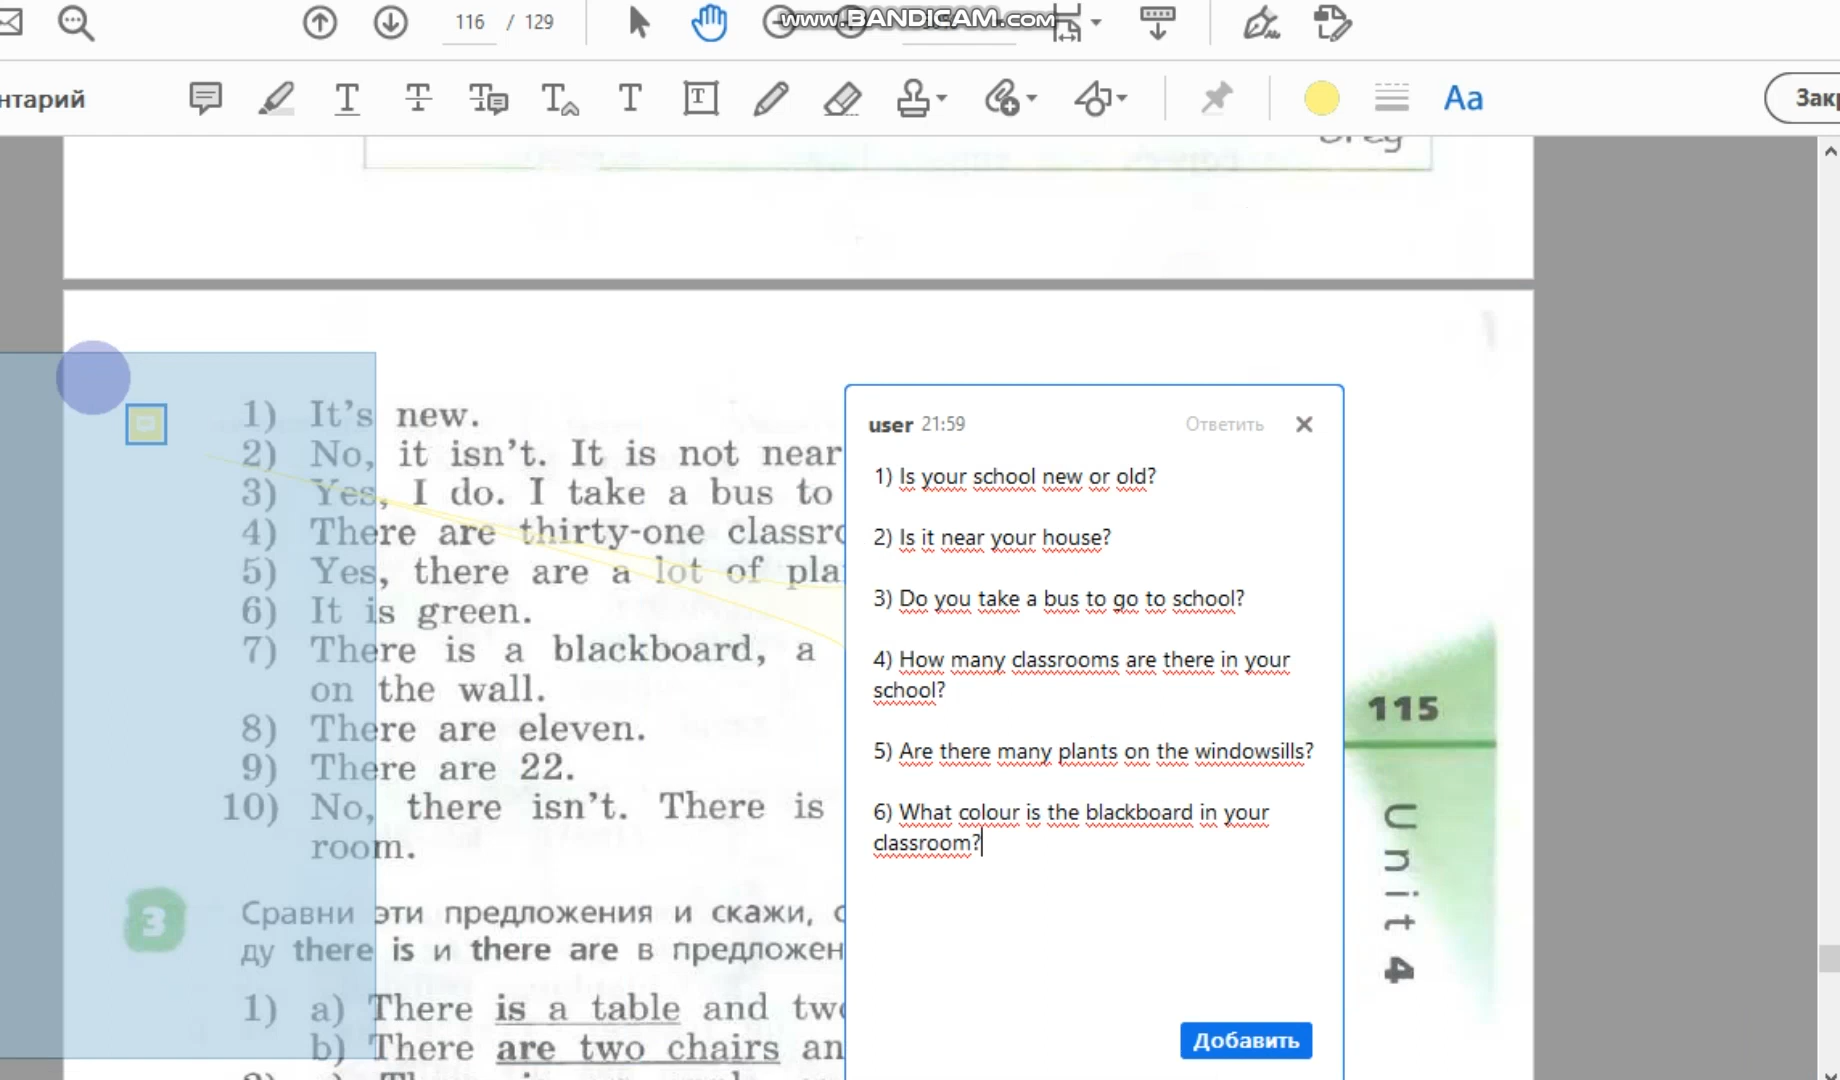 116 / 129
www.BANDICAM.com
нтарий
T
T
T
T
T
T
Aa
Закр
Greg
1) It's new.
2) No, it isn't. It is not near
3) Yes, I do. I take a bus to
4) There are thirty-one classro
5) Yes, there are a lot of pla
6) It is green.
7) There is a blackboard, a
on the wall.
8) There are eleven.
9) There are 22.
10) No, there isn't. There is
room.
3
Сравни эти предложения и скажи, с
ду there is и there are в предложен
1) a) There is a table and two
b) There are two chairs an
user 21:59
Ответить
1) Is your school new or old?
2) Is it near your house?
3) Do you take a bus to go to school?
4) How many classrooms are there in your
school?
5) Are there many plants on the windowsills?
6) What colour is the blackboard in your
classroom?
Добавить
115
Unit 4